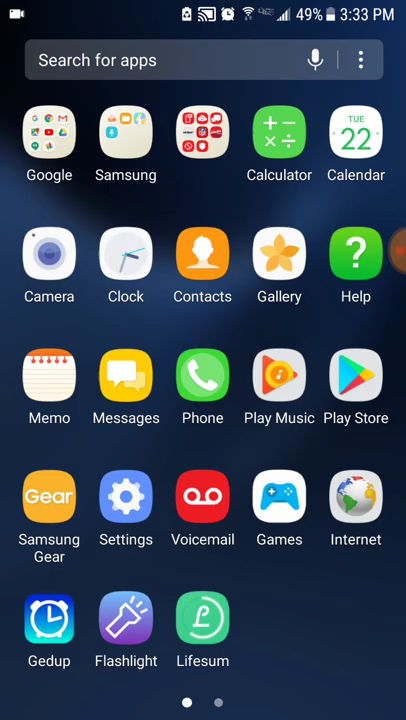 49% 3:33 PM
Search for apps
TUE
22
Google
Samsung
Calculator
Calendar
Camera
Clock
Contacts
Gallery
Help
Memo
Messages
Phone
Play Music
Play Store
Gear
Samsung
Gear
Settings
Voicemail
Games
Internet
Gedup
Flashlight
Lifesum